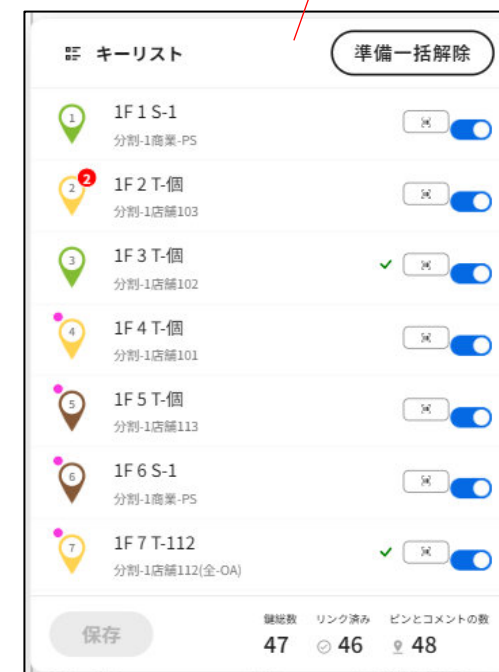 キーリスト
準備一括解除
1
1F 1 S-1
分割-1商業-PS
2
2
1F 2 T-個
分割-1店舗103
3
1F 3 T-個
分割-1店舗102
4
1F 4 T-個
分割-1店舗101
5
1F 5 T-個
分割-1店舗113
6
1F 6 S-1
分割-1商業-PS
7
1F 7 T-112
分割-1店舗112(全-OA)
保存
鍵総数 リンク済み ピンとコメントの数
47 46 48